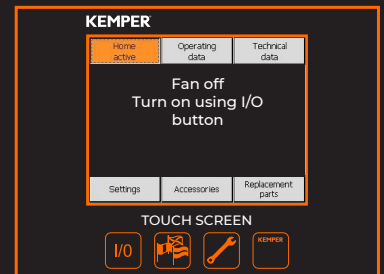 KEMPER
Home Operating Technical
active data data
Fan off
Turn on using I/O
button
Settings Accessories Replacement
parts
TOUCH SCREEN
I/0 KEMPER